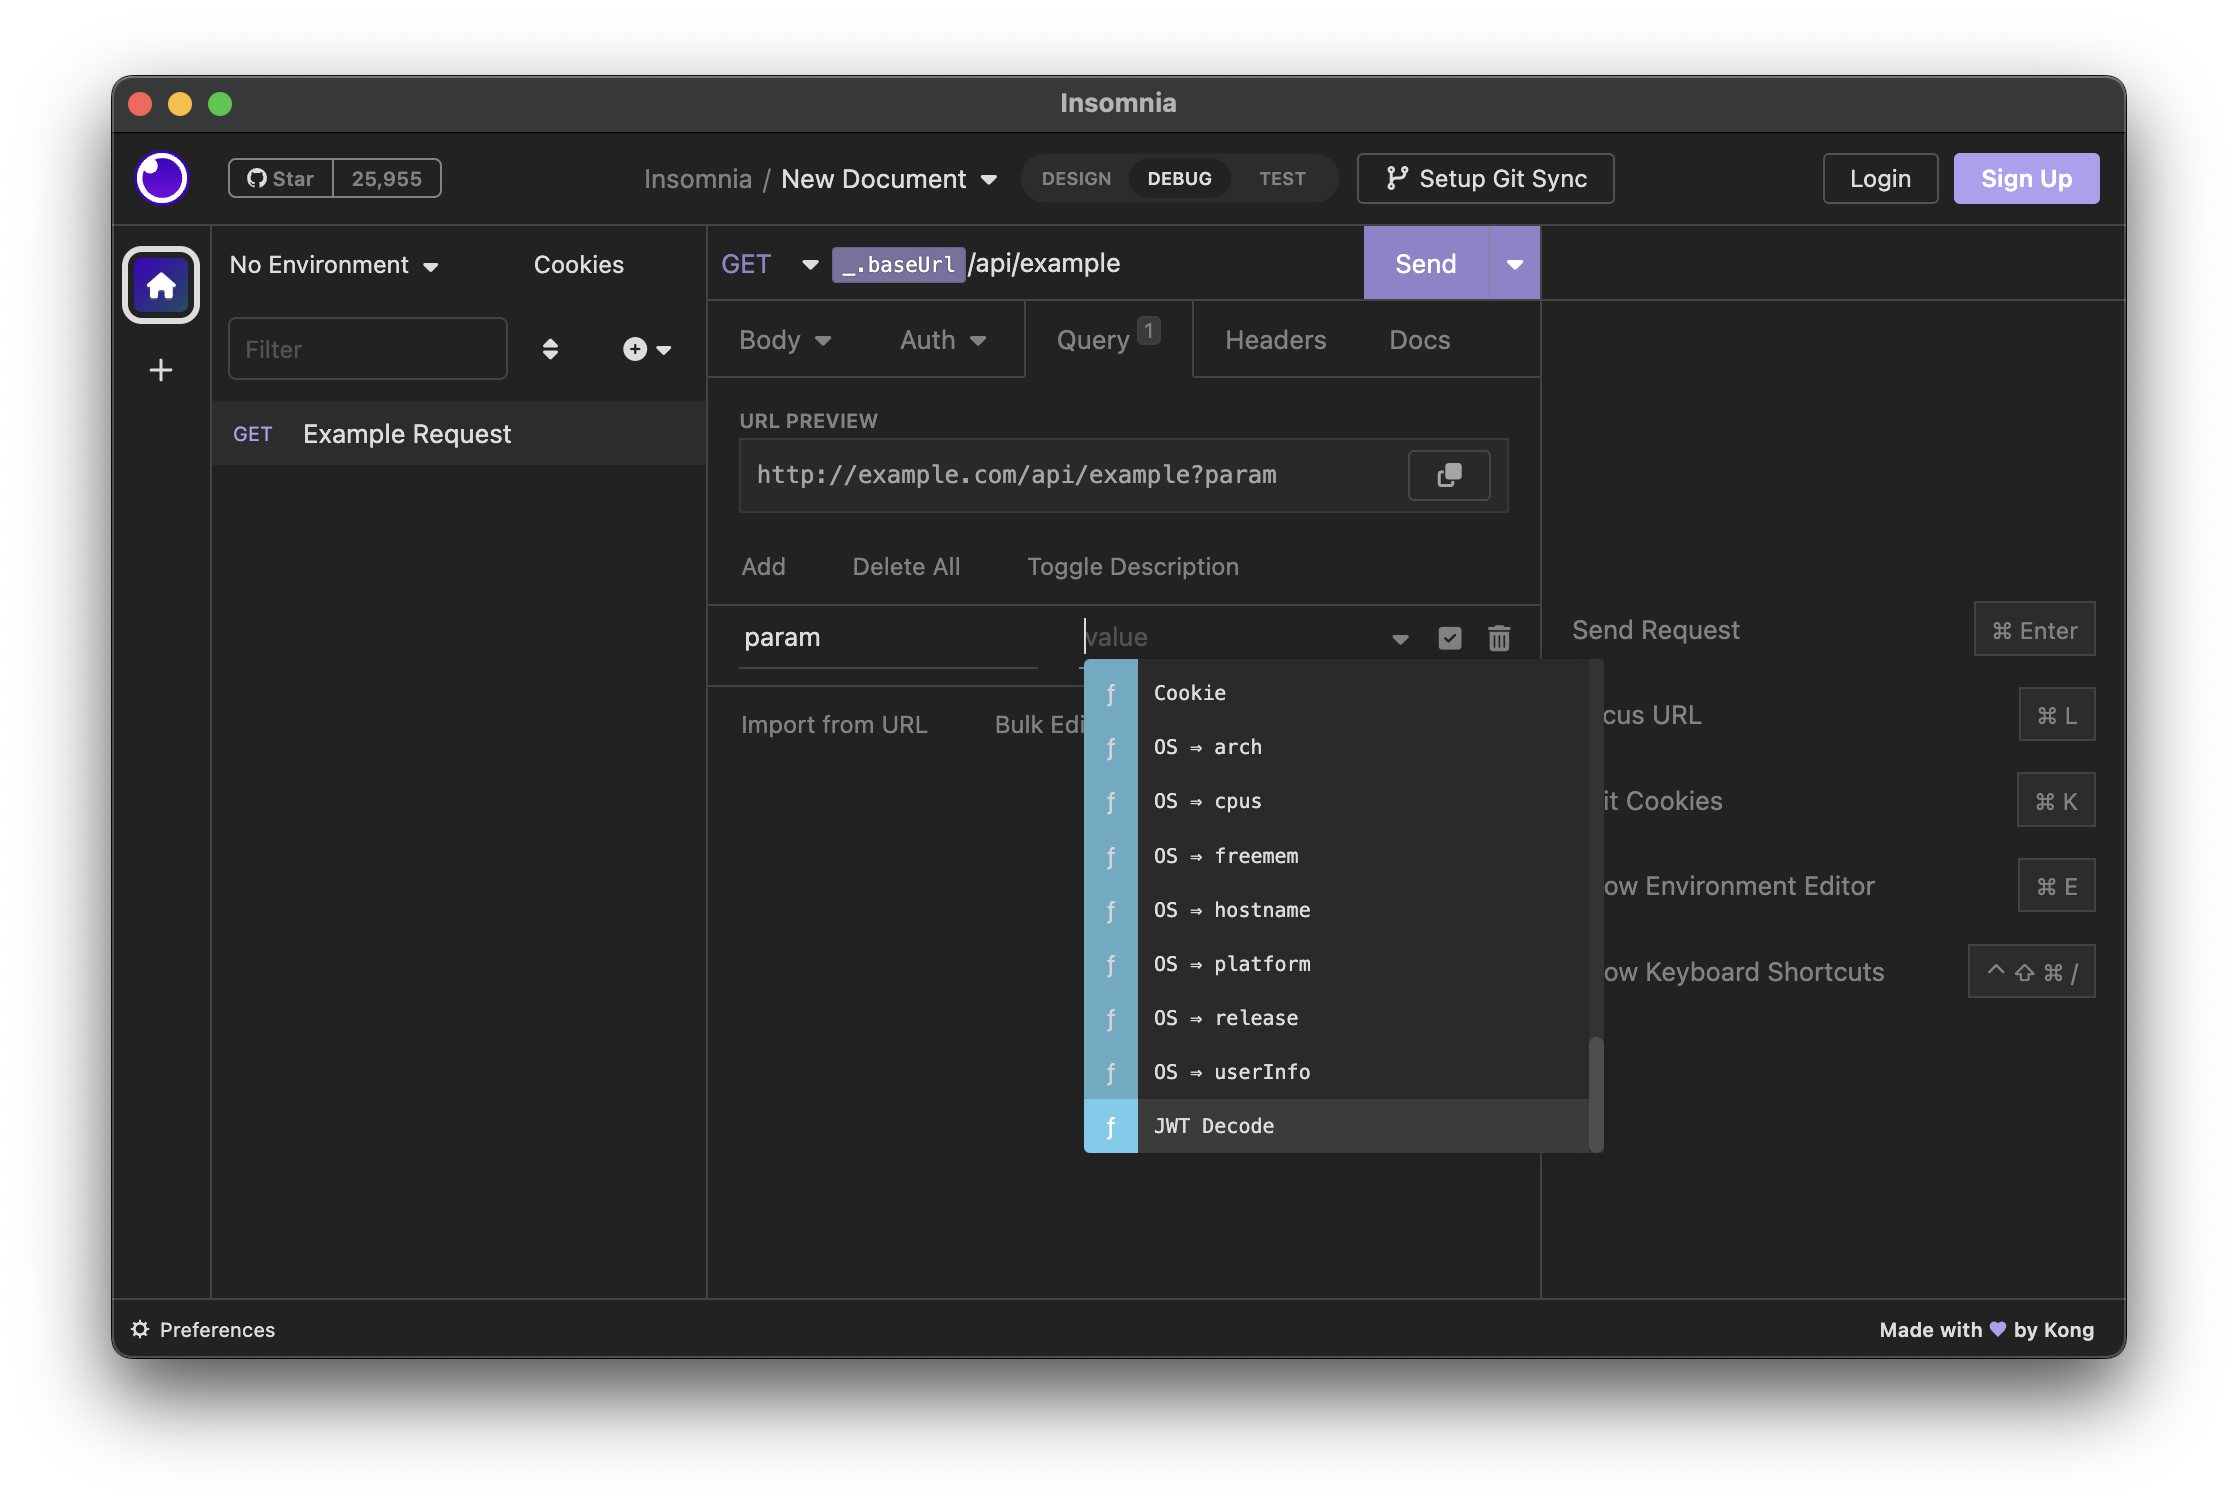 Insomnia
Star 25,955
Insomnia / New Document
DESIGN DEBUG TEST
Setup Git Sync
Login
Sign Up
No Environment
Cookies
GET _.baseUrl/api/example
Send
Filter
Body Auth Query 1 Headers Docs
GET Example Request
URL PREVIEW
http://example.com/api/example?param
Add Delete All Toggle Description
param value
Import from URL Bulk Edi
ƒ Cookie
ƒ OS ⇒ arch
ƒ OS ⇒ cpus
ƒ OS ⇒ freemem
ƒ OS ⇒ hostname
ƒ OS ⇒ platform
ƒ OS ⇒ release
ƒ OS ⇒ userInfo
ƒ JWT Decode
Send Request ⌘ Enter
cus URL ⌘ L
it Cookies ⌘ K
ow Environment Editor ⌘ E
ow Keyboard Shortcuts ^ ⇧ ⌘ /
Preferences
Made with 💜 by Kong